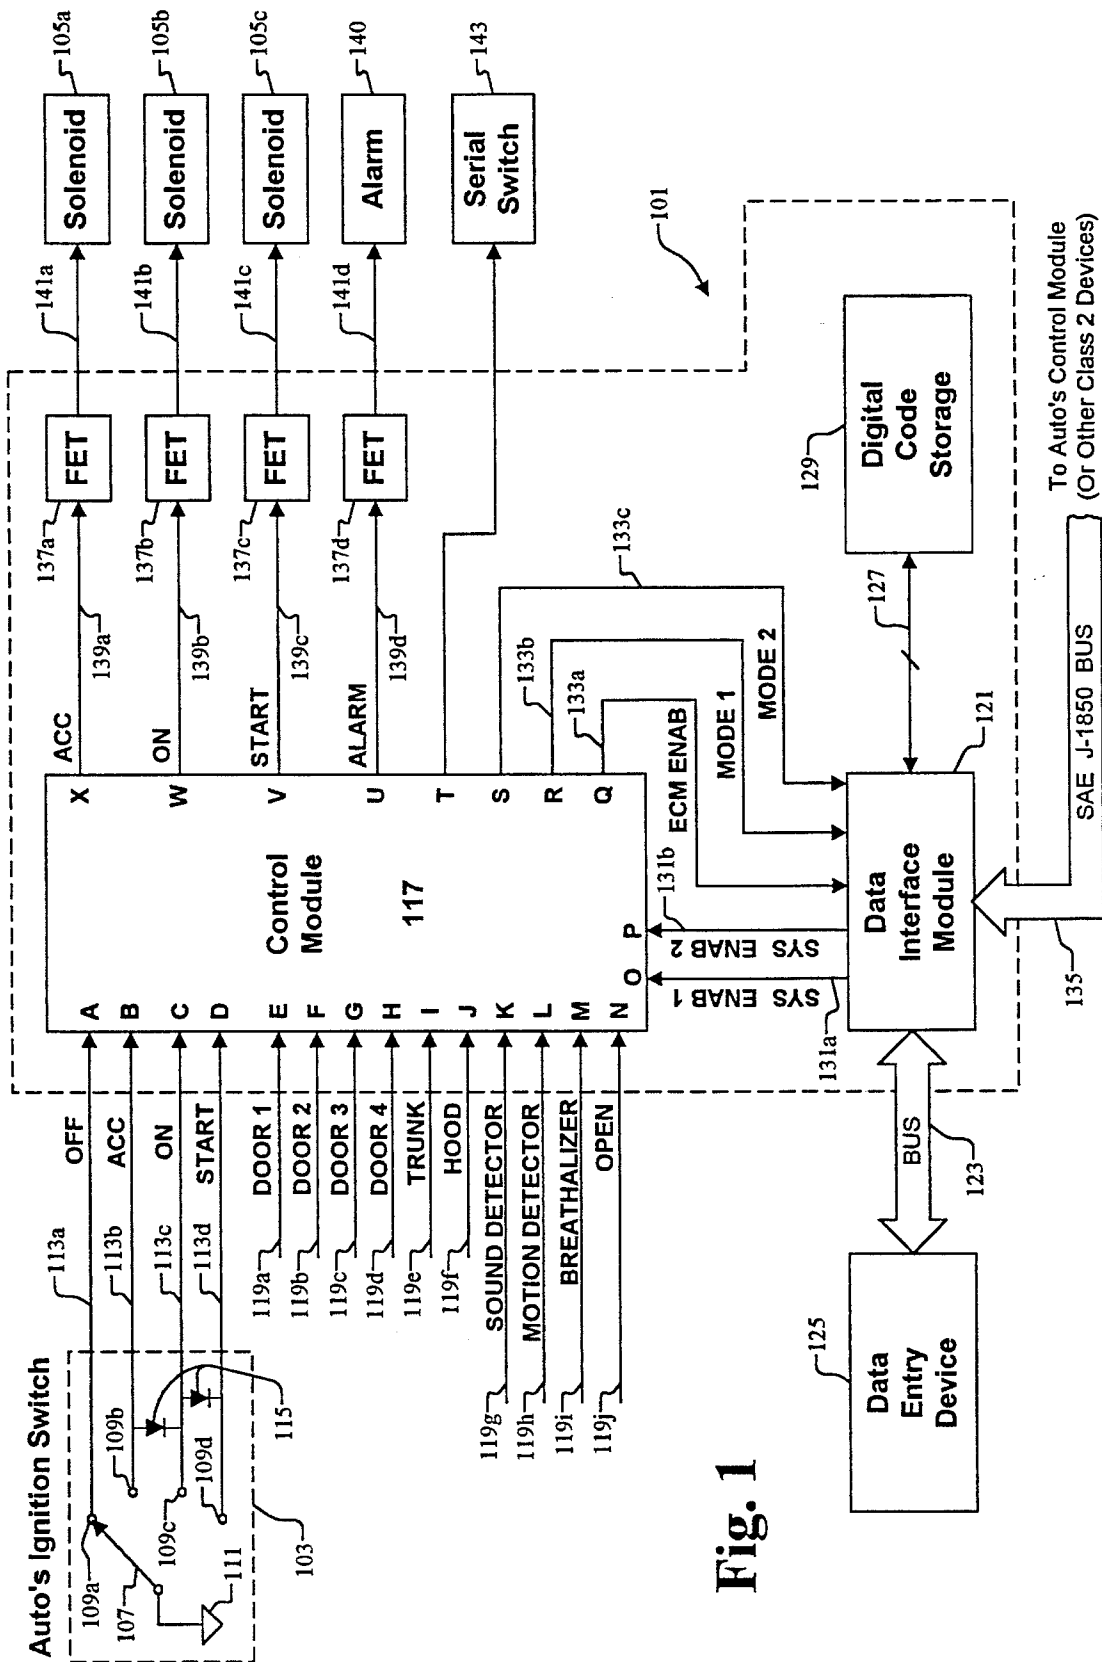 Auto's Ignition Switch
109a
107
109b
109c
109d
111
115
103
113a
113b
113c
113d
OFF
ACC
ON
START
119a
DOOR 1
119b
DOOR 2
119c
DOOR 3
119d
DOOR 4
119e
TRUNK
119f
HOOD
119g
SOUND DETECTOR
119h
MOTION DETECTOR
119i
BREATHALIZER
119j
OPEN
A
B
C
D
E
F
G
H
I
J
K
L
M
N
O
P
Control
Module
117
X
W
V
U
T
S
R
Q
ACC
ON
START
ALARM
139a
139b
139c
139d
137a
137b
137c
137d
FET
FET
FET
FET
141a
141b
141c
141d
Solenoid
Solenoid
Solenoid
Alarm
Serial
Switch
105a
105b
105c
140
143
101
133a
133b
133c
ECM ENAB
MODE 1
MODE 2
SYS ENAB 1
SYS ENAB 2
131a
131b
Data
Interface
Module
121
127
Digital
Code
Storage
129
BUS
123
Data
Entry
Device
125
135
SAE J-1850 BUS
To Auto's Control Module
(Or Other Class 2 Devices)
Fig. 1